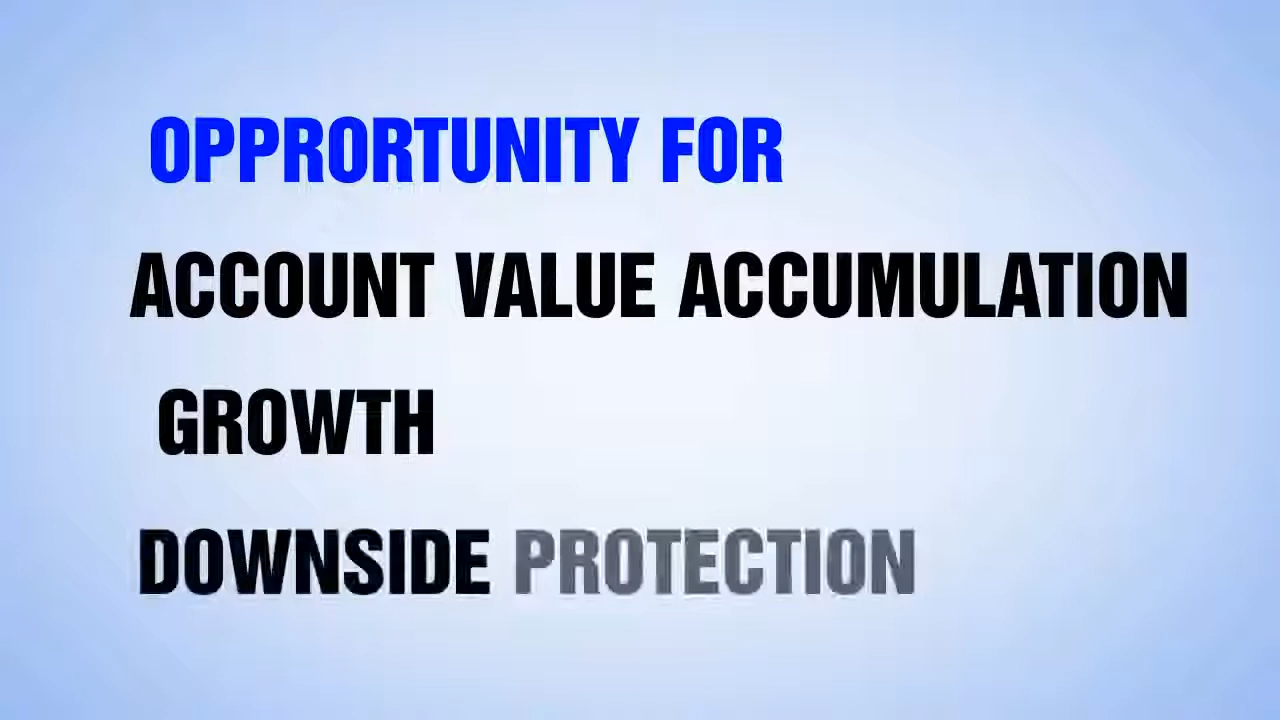 OPPRORTUNITY FOR
ACCOUNT VALUE ACCUMULATION
GROWTH
DOWNSIDE PROTECTION